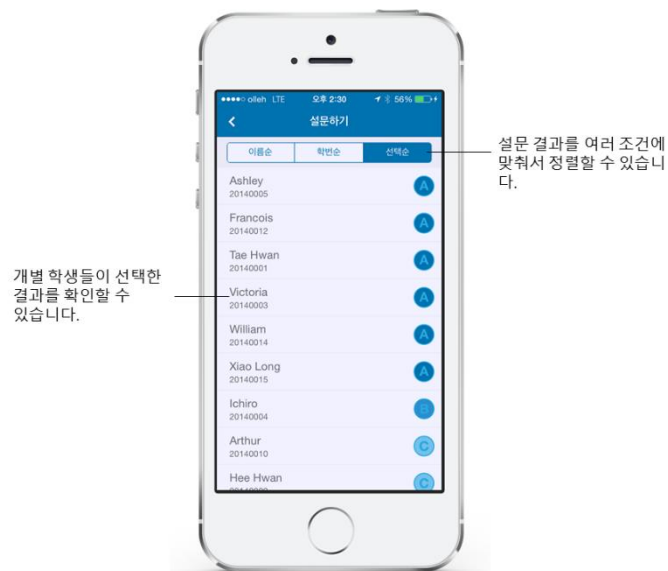 olleh LTE 오후 2:30 56%
설문하기
이름순 학번순 선택순
설문 결과를 여러 조건에
맞춰서 정렬할 수 있습니
다.
Ashley A
20140005
Francois A
20140012
Tae Hwan A
20140001
개별 학생들이 선택한
결과를 확인할 수
있습니다.
Victoria A
20140003
William A
20140014
Xiao Long A
20140015
Ichiro B
20140004
Arthur C
20140010
Hee Hwan C